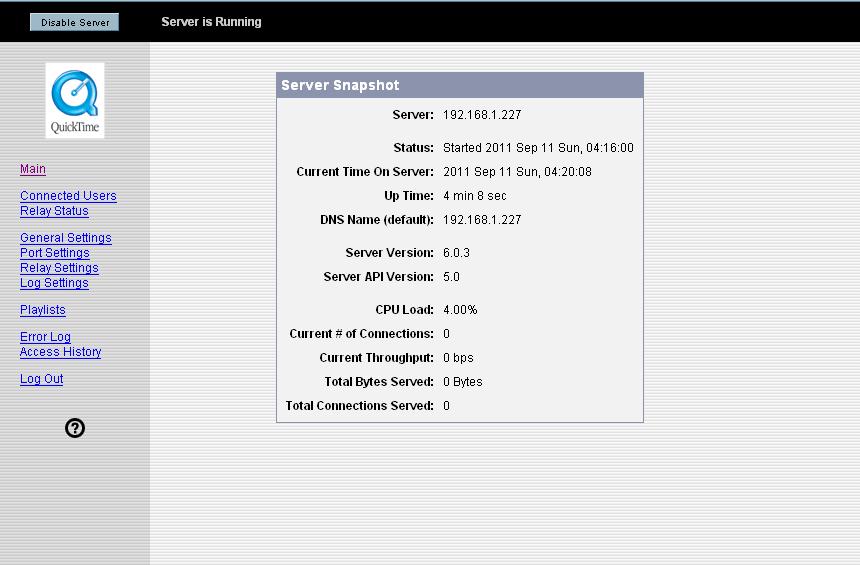 Disable Server
Server is Running
QuickTime
Main
Connected Users
Relay Status
General Settings
Port Settings
Relay Settings
Log Settings
Playlists
Error Log
Access History
Log Out
?
Server Snapshot
Server: 192.168.1.227
Status: Started 2011 Sep 11 Sun, 04:16:00
Current Time On Server: 2011 Sep 11 Sun, 04:20:08
Up Time: 4 min 8 sec
DNS Name (default): 192.168.1.227
Server Version: 6.0.3
Server API Version: 5.0
CPU Load: 4.00%
Current # of Connections: 0
Current Throughput: 0 bps
Total Bytes Served: 0 Bytes
Total Connections Served: 0